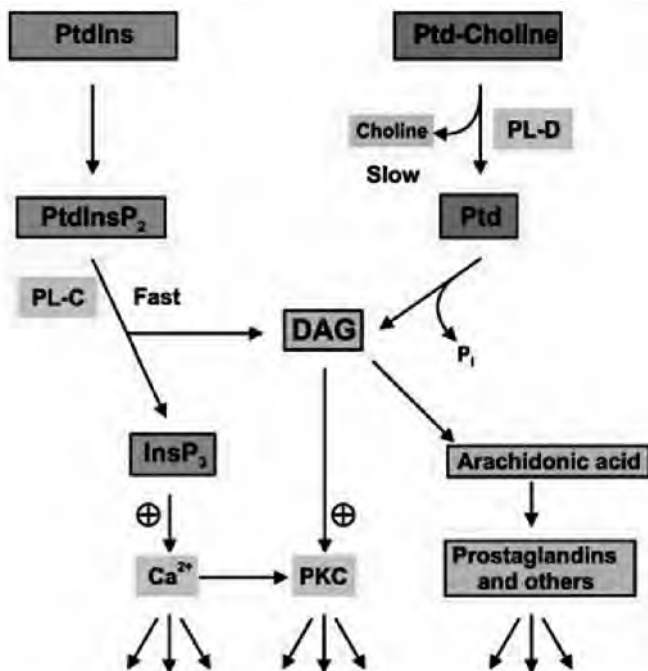 PtdIns
Ptd-Choline
Choline
PL-D
Slow
PtdInsP₂
Ptd
PL-C
Fast
DAG
Pᵢ
InsP₃
Arachidonic acid
⊕
⊕
Ca²⁺
PKC
Prostaglandins
and others